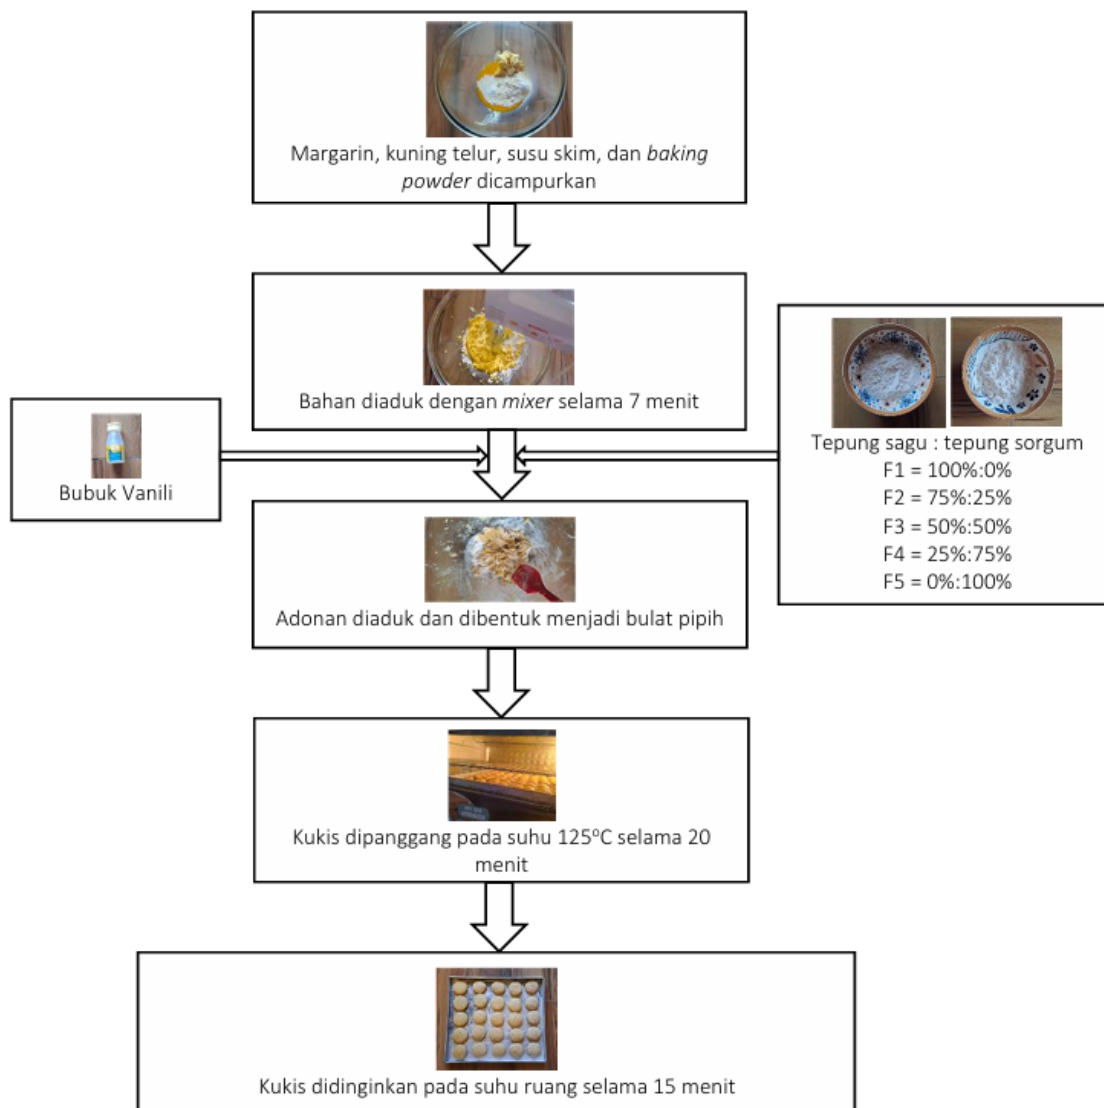 Margarin, kuning telur, susu skim, dan baking
powder dicampurkan
Bahan diaduk dengan mixer selama 7 menit
Bubuk Vanili
Tepung sagu : tepung sorgum
F1 = 100%:0%
F2 = 75%:25%
F3 = 50%:50%
F4 = 25%:75%
F5 = 0%:100%
Adonan diaduk dan dibentuk menjadi bulat pipih
Kukis dipanggang pada suhu 125°C selama 20
menit
Kukis didinginkan pada suhu ruang selama 15 menit